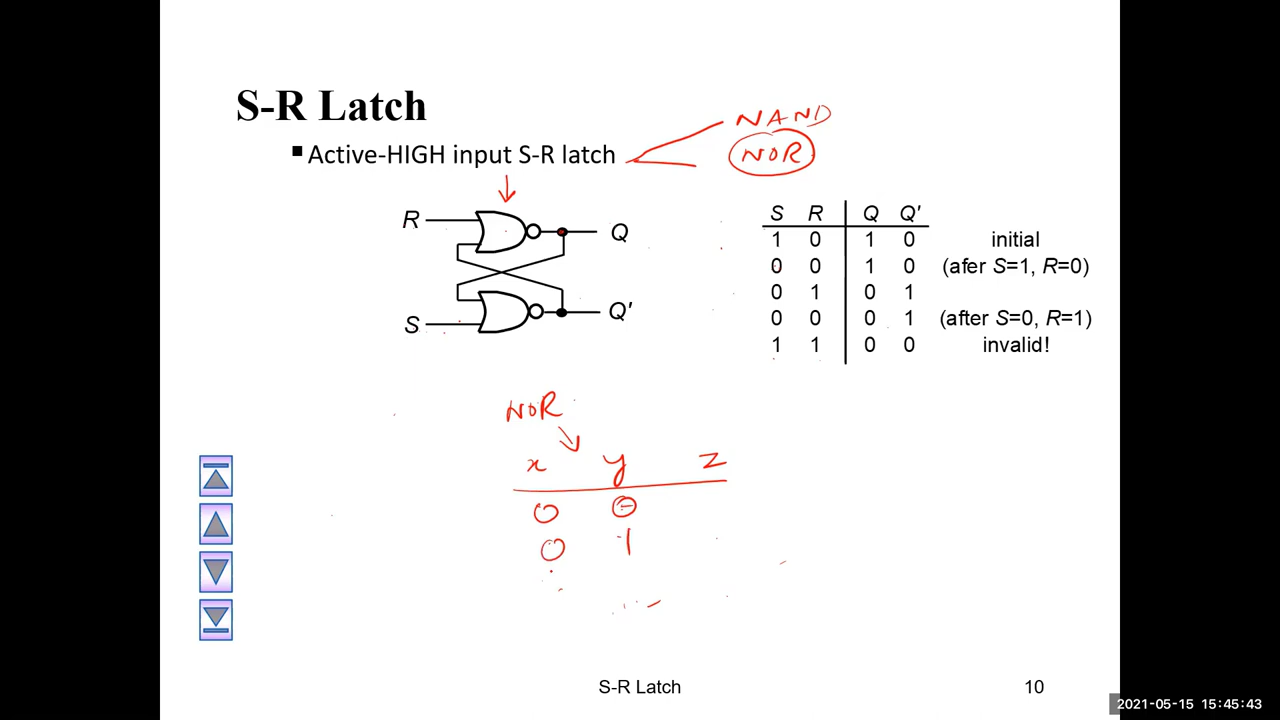 S-R Latch
NAND
▪ Active-HIGH input S-R latch
NOR
R
Q
S
Q'
S R Q Q'
1 0 1 0 initial
0 0 1 0 (afer S=1, R=0)
0 1 0 1
0 0 0 1 (after S=0, R=1)
1 1 0 0 invalid!
NOR
x y z
0 0
0 1
S-R Latch
10
2021-05-15 15:45:43